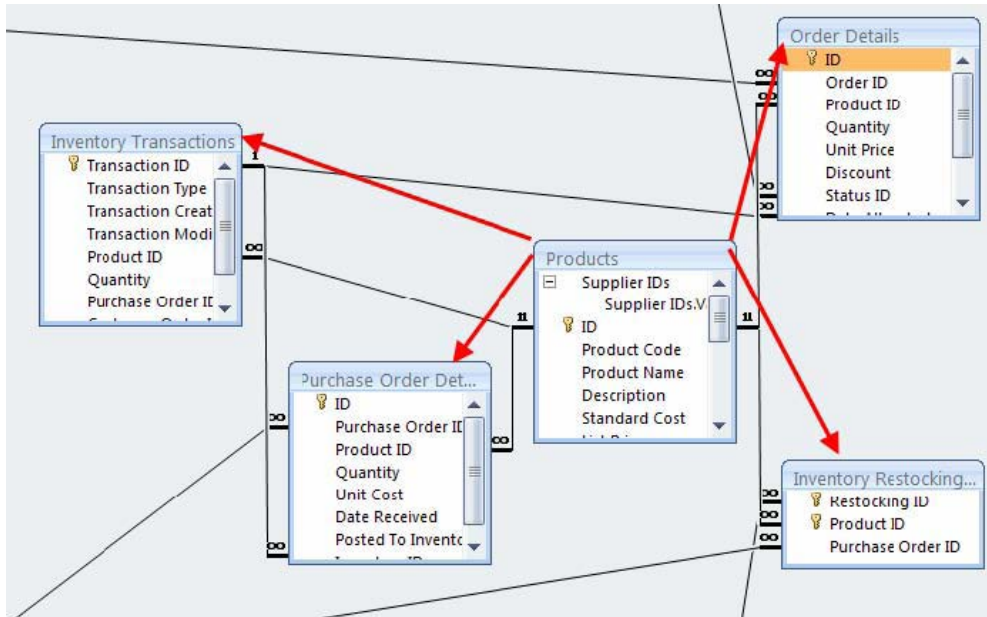 Order Details
ID
Order ID
Product ID
Quantity
Unit Price
Discount
Status ID
Inventory Transactions
1
Transaction ID
Transaction Type
Transaction Creat
Transaction Modi
Product ID
∞
Quantity
Purchase Order ID
Products
Supplier IDs
Supplier IDs.V
ID
Product Code
Product Name
Description
Standard Cost
Purchase Order Det...
ID
Purchase Order ID
Product ID
Quantity
Unit Cost
Date Received
Posted To Invento
Inventory Restocking...
Restocking ID
Product ID
Purchase Order ID